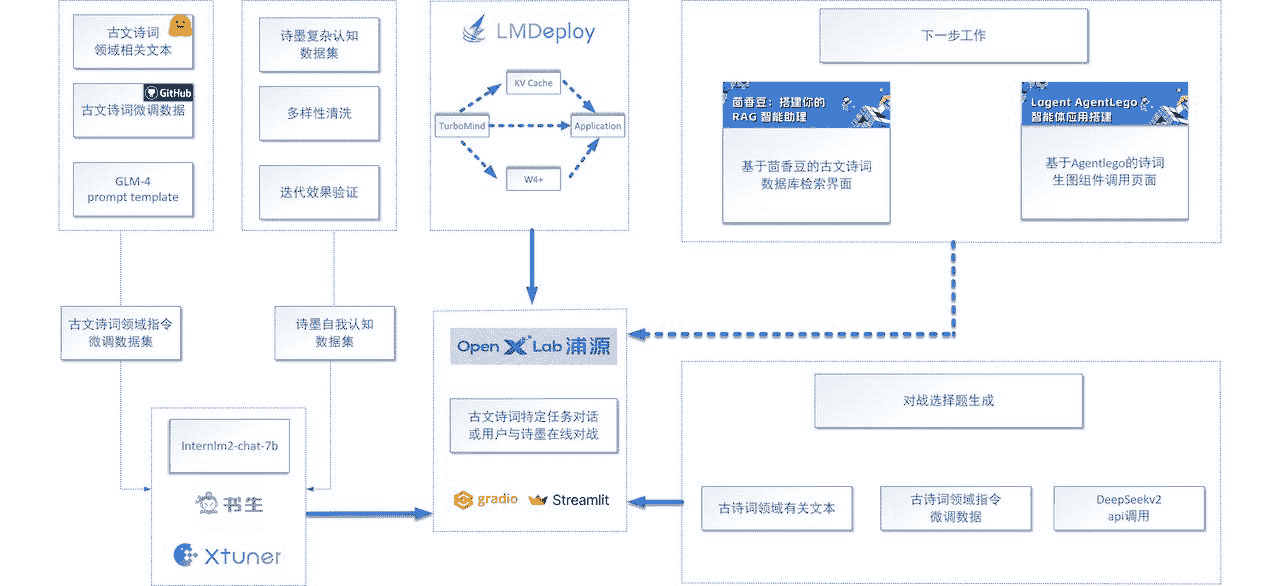 古文诗词
领域相关文本
GitHub
古文诗词微调数据
GLM-4
prompt template
诗墨复杂认知
数据集
多样性清洗
迭代效果验证
LMDeploy
KV Cache
TurboMind
Application
W4+
下一步工作
茴香豆：搭建你的
RAG 智能助理
基于茴香豆的古文诗词
数据库检索界面
Lagent AgentLego
智能体应用搭建
基于Agentlego的诗词
生图组件调用页面
古文诗词领域指令
微调数据集
诗墨自我认知
数据集
Internlm2-chat-7b
书生
Xtuner
Open X Lab 浦源
古文诗词特定任务对话
或用户与诗墨在线对战
gradio
Streamlit
对战选择题生成
古诗词领域有关文本
古诗词领域指令
微调数据
DeepSeekv2
api调用